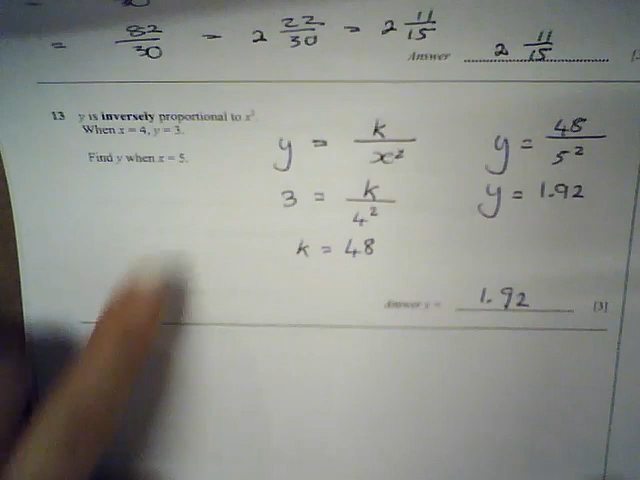 = 82/30 = 2 22/30 = 2 11/15
Answer 2 11/15
13 y is inversely proportional to x².
When x = 4, y = 3.
Find y when x = 5.
y = k/x²
3 = k/4²
k = 48
y = 48/5²
y = 1.92
Answer y = 1.92 [3]